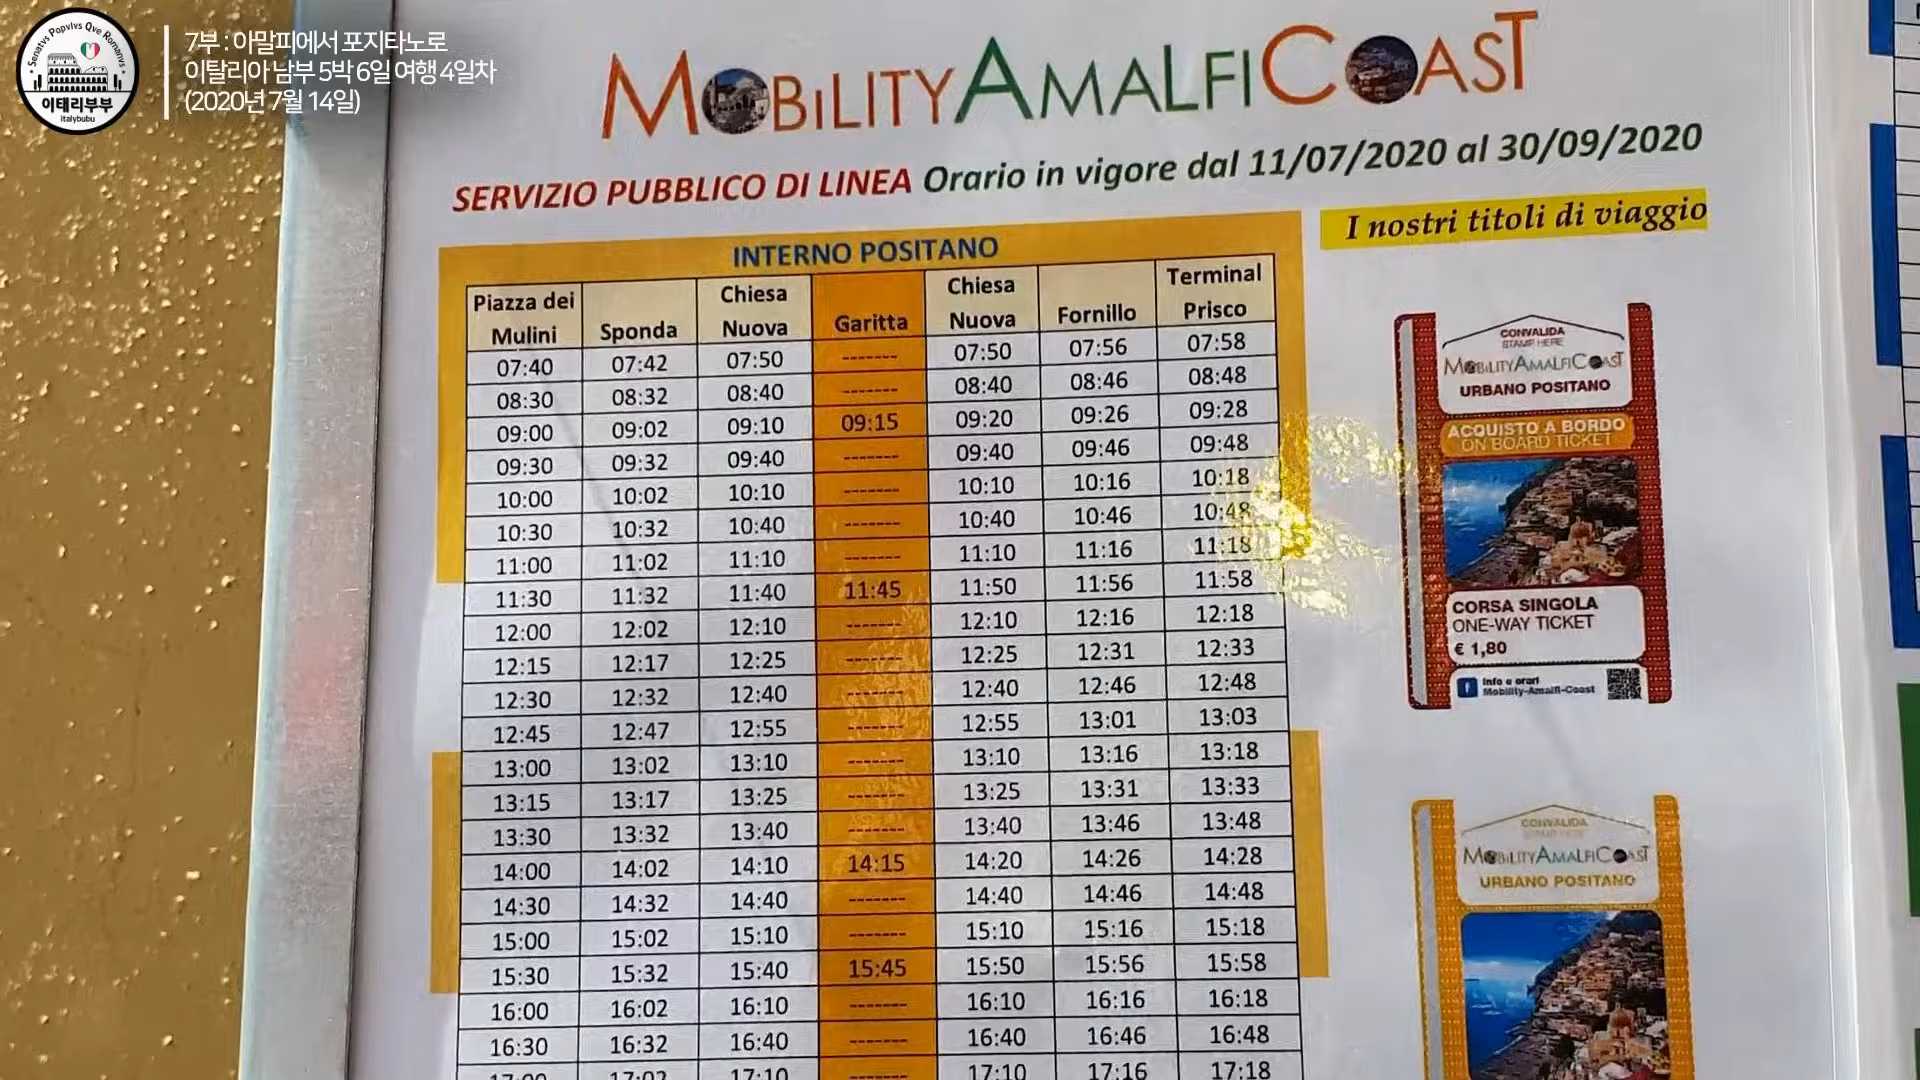 Senatvs Popvlvs Qve Romanvs
이태리부부
italybubu
7부 : 아말피에서 포지타노로
이탈리아 남부 5박 6일 여행 4일차
(2020년 7월 14일)
MOBILITYAMALFICOAST
SERVIZIO PUBBLICO DI LINEA Orario in vigore dal 11/07/2020 al 30/09/2020
INTERNO POSITANO
Piazza dei Mulini Sponda Chiesa Nuova Garitta Chiesa Nuova Fornillo Terminal Prisco
07:40 07:42 07:50 ------- 07:50 07:56 07:58
08:30 08:32 08:40 ------- 08:40 08:46 08:48
09:00 09:02 09:10 09:15 09:20 09:26 09:28
09:30 09:32 09:40 ------- 09:40 09:46 09:48
10:00 10:02 10:10 ------- 10:10 10:16 10:18
10:30 10:32 10:40 ------- 10:40 10:46 10:48
11:00 11:02 11:10 ------- 11:10 11:16 11:18
11:30 11:32 11:40 11:45 11:50 11:56 11:58
12:00 12:02 12:10 ------- 12:10 12:16 12:18
12:15 12:17 12:25 ------- 12:25 12:31 12:33
12:30 12:32 12:40 ------- 12:40 12:46 12:48
12:45 12:47 12:55 ------- 12:55 13:01 13:03
13:00 13:02 13:10 ------- 13:10 13:16 13:18
13:15 13:17 13:25 ------- 13:25 13:31 13:33
13:30 13:32 13:40 ------- 13:40 13:46 13:48
14:00 14:02 14:10 14:15 14:20 14:26 14:28
14:30 14:32 14:40 ------- 14:40 14:46 14:48
15:00 15:02 15:10 ------- 15:10 15:16 15:18
15:30 15:32 15:40 15:45 15:50 15:56 15:58
16:00 16:02 16:10 ------- 16:10 16:16 16:18
16:30 16:32 16:40 ------- 16:40 16:46 16:48
17:00 17:02 17:10 ------- 17:10 17:16 17:18
I nostri titoli di viaggio
CONVALIDA
STAMP HERE
MOBILITYAMALFICOAST
URBANO POSITANO
ACQUISTO A BORDO
ON BOARD TICKET
CORSA SINGOLA
ONE-WAY TICKET
€ 1,80
Info e orari
Mobility-Amalfi-Coast
CONVALIDA
STAMP HERE
MOBILITYAMALFICOAST
URBANO POSITANO